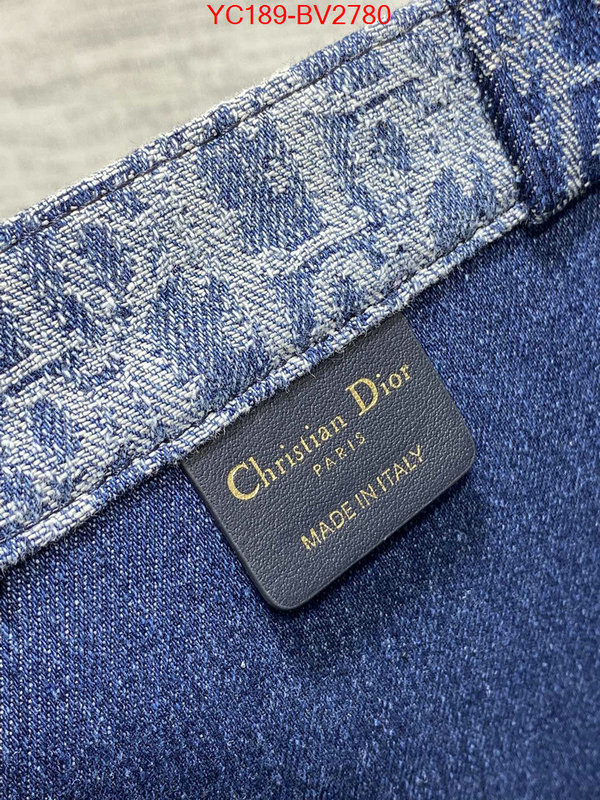 YC189-BV2780
Christian Dior
PARIS
MADE IN ITALY